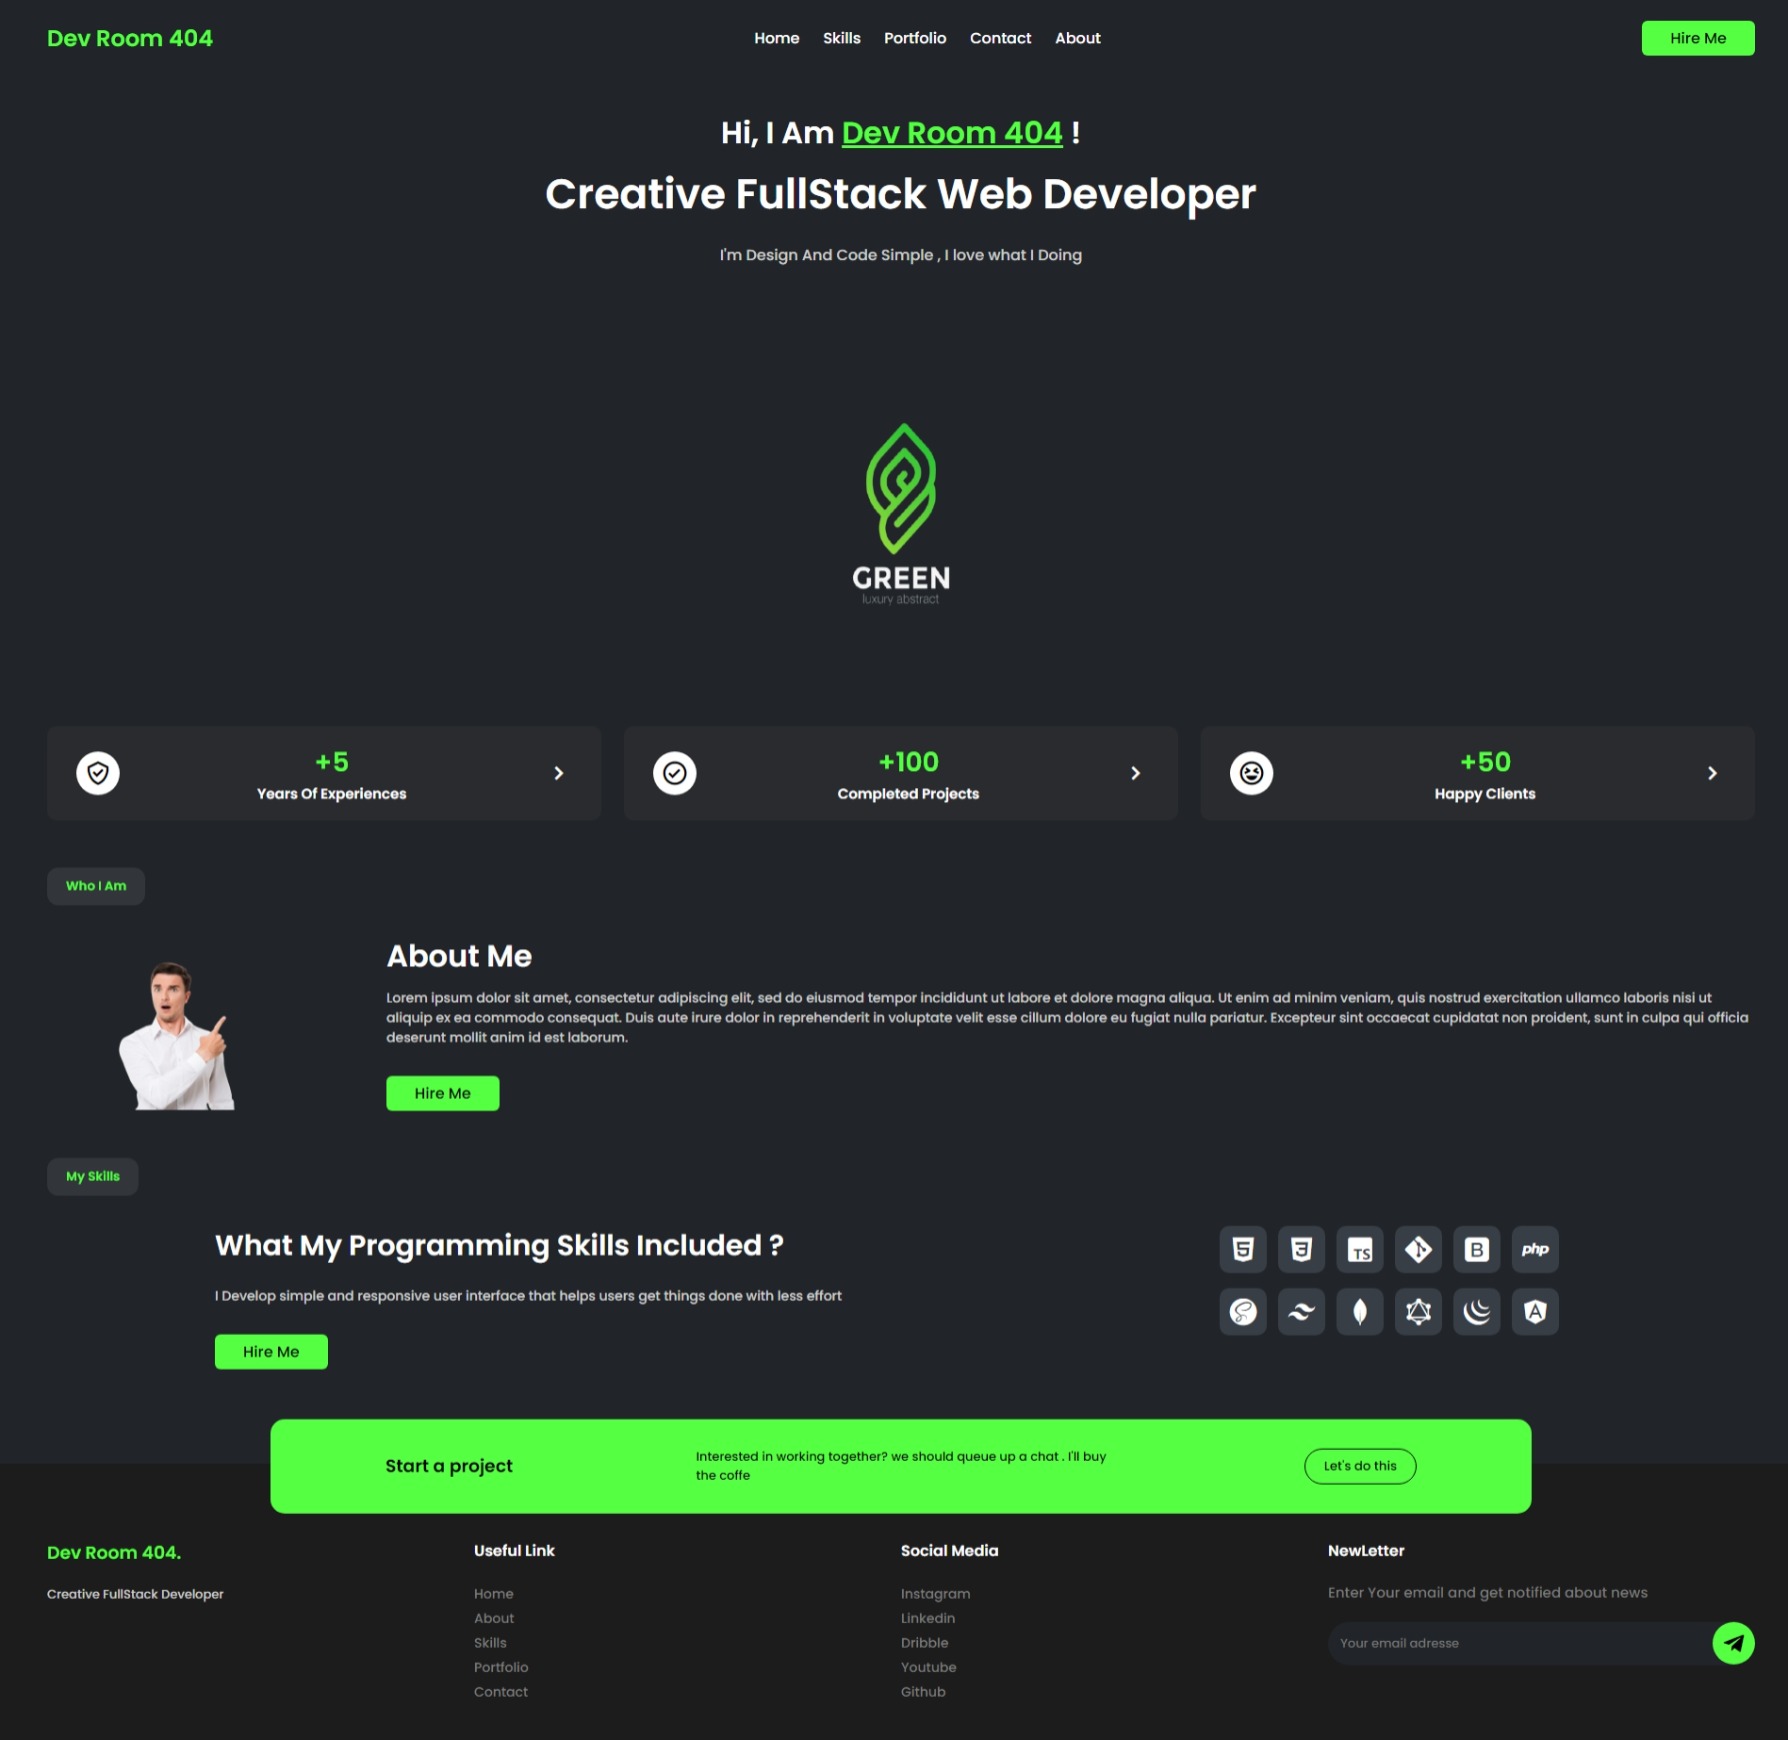 Dev Room 404
Home Skills Portfolio Contact About
Hire Me
Hi, I Am Dev Room 404 !
Creative FullStack Web Developer
I'm Design And Code Simple , I love what I Doing
GREEN
luxury abstract
+5
Years Of Experiences
+100
Completed Projects
+50
Happy Clients
Who I Am
About Me
Lorem ipsum dolor sit amet, consectetur adipiscing elit, sed do eiusmod tempor incididunt ut labore et dolore magna aliqua. Ut enim ad minim veniam, quis nostrud exercitation ullamco laboris nisi ut
aliquip ex ea commodo consequat. Duis aute irure dolor in reprehenderit in voluptate velit esse cillum dolore eu fugiat nulla pariatur. Excepteur sint occaecat cupidatat non proident, sunt in culpa qui officia
deserunt mollit anim id est laborum.
Hire Me
My Skills
What My Programming Skills Included ?
I Develop simple and responsive user interface that helps users get things done with less effort
Hire Me
5 3 TS B php
A
Start a project
Interested in working together? we should queue up a chat . I'll buy
the coffe
Let's do this
Dev Room 404.
Creative FullStack Developer
Useful Link
Home
About
Skills
Portfolio
Contact
Social Media
Instagram
Linkedin
Dribble
Youtube
Github
NewLetter
Enter Your email and get notified about news
Your email adresse